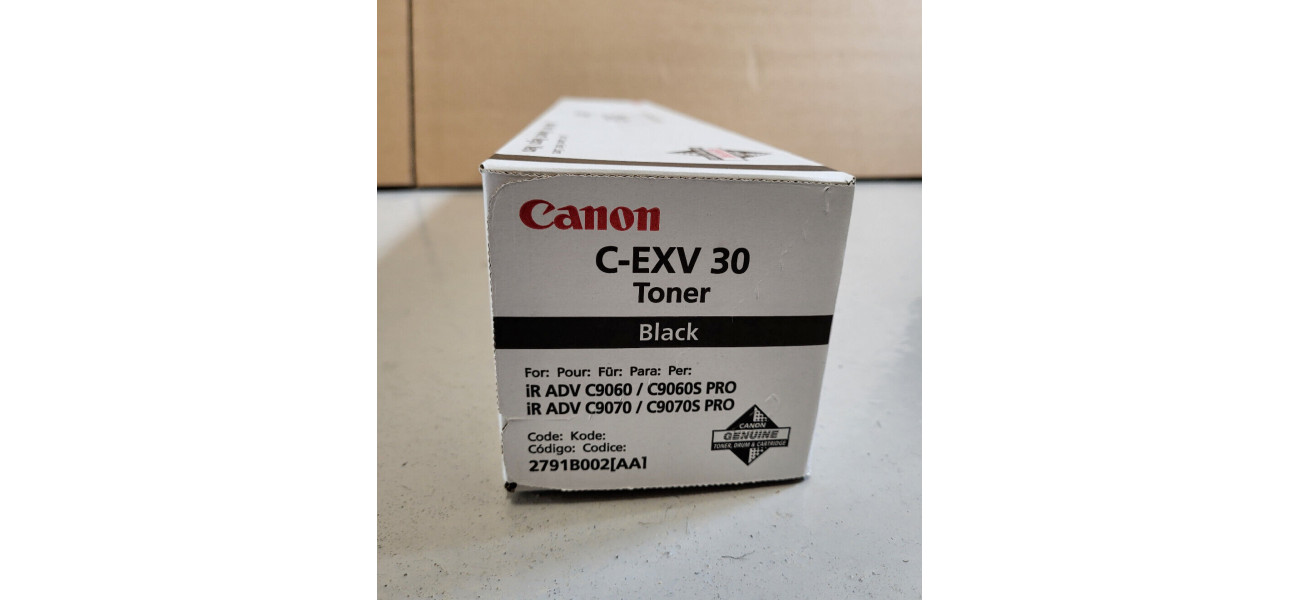 Canon
C-EXV 30
Toner
Black
For: Pour: Für: Para: Per:
iR ADV C9060 / C9060S PRO
iR ADV C9070 / C9070S PRO
Code: Kode:
Código: Codice:
2791B002[AA]
CANON
GENUINE
TONER, DRUM & CARTRIDGE